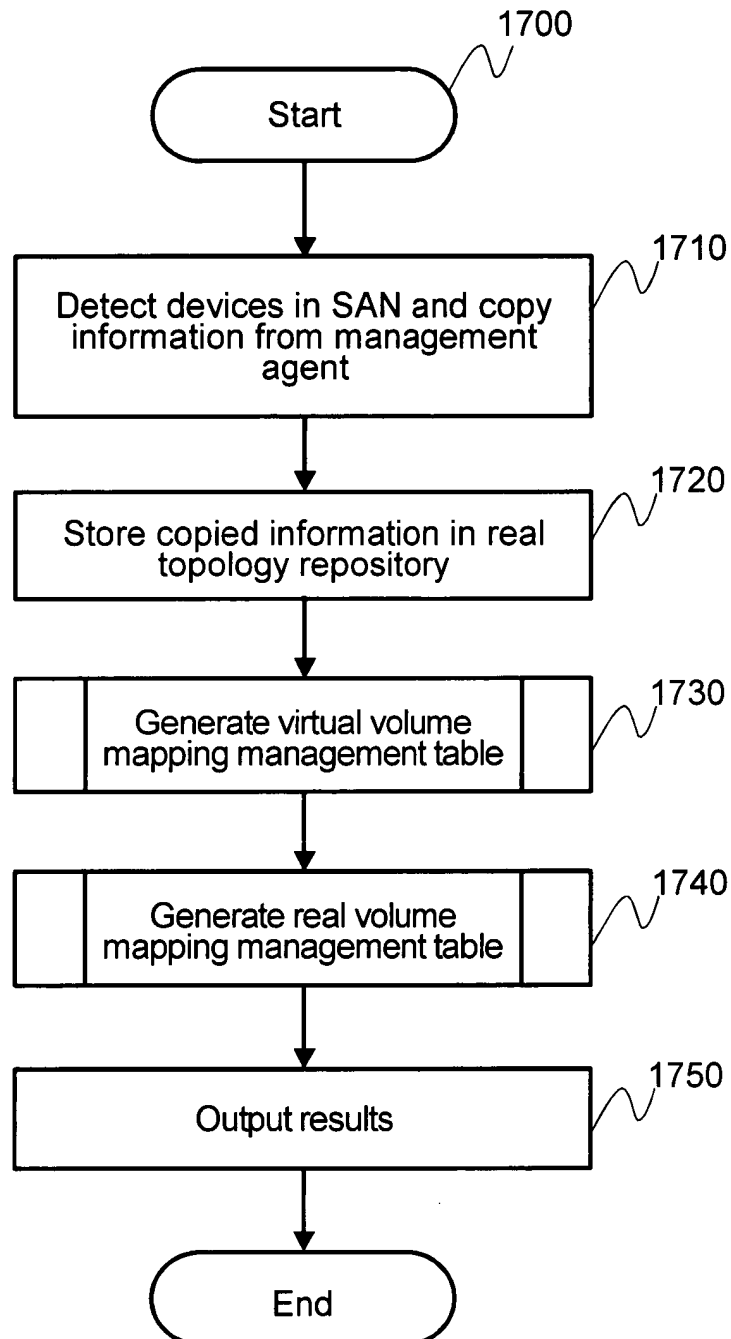 1700
Start
1710
Detect devices in SAN and copy
information from management
agent
1720
Store copied information in real
topology repository
1730
Generate virtual volume
mapping management table
1740
Generate real volume
mapping management table
1750
Output results
End